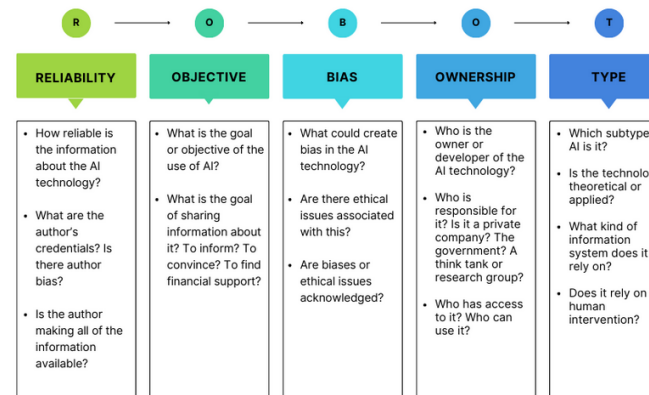 R
O
B
O
T
RELIABILITY
OBJECTIVE
BIAS
OWNERSHIP
TYPE
• How reliable is
the information
about the AI
technology?
• What are the
author's
credentials? Is
there author
bias?
• Is the author
making all of the
information
available?
• What is the goal
or objective of the
use of AI?
• What is the goal
of sharing
information about
it? To inform? To
convince? To find
financial support?
• What could create
bias in the AI
technology?
• Are there ethical
issues associated
with this?
• Are biases or
ethical issues
acknowledged?
• Who is the
owner or
developer of the
AI technology?
• Who is
responsible for
it? Is it a private
company? The
government? A
think tank or
research group?
• Who has access
to it? Who can
use it?
• Which subtype
AI is it?
• Is the technolo
theoretical or
applied?
• What kind of
information
system does it
rely on?
• Does it rely on
human
intervention?